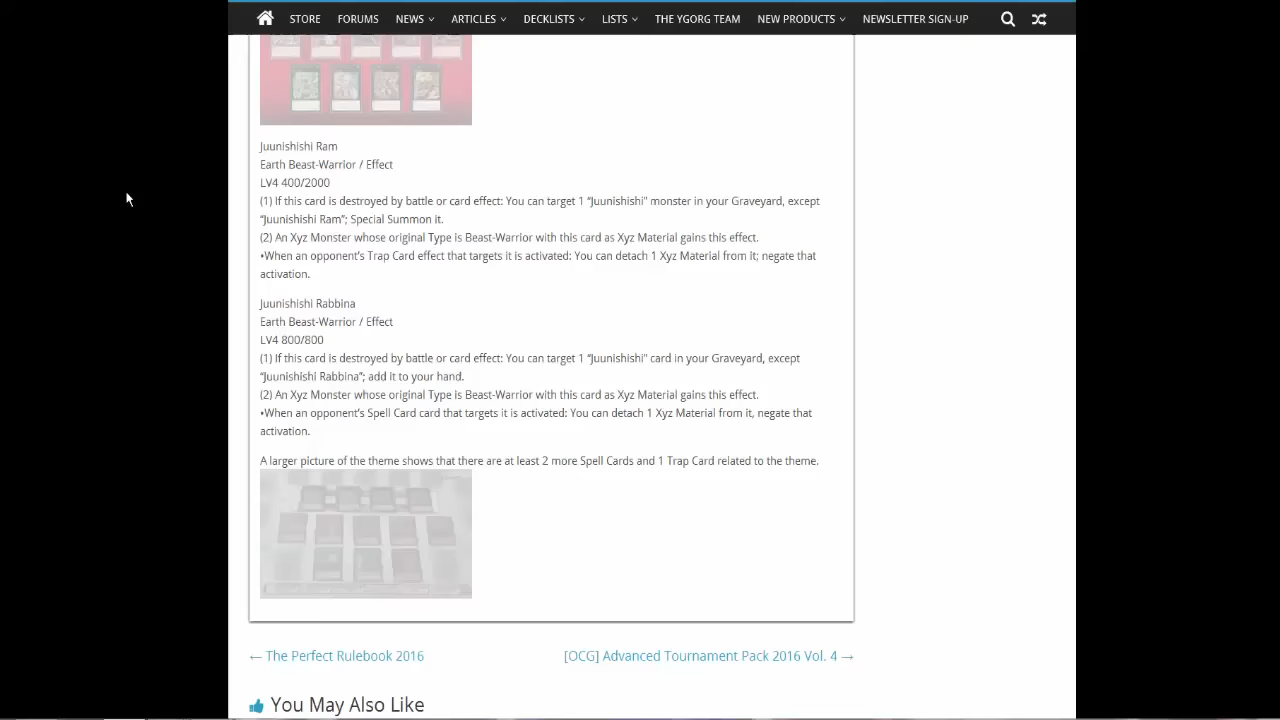 STORE FORUMS NEWS ARTICLES DECKLISTS LISTS THE YGORG TEAM NEW PRODUCTS NEWSLETTER SIGN-UP
Juunishishi Ram
Earth Beast-Warrior / Effect
LV4 400/2000
(1) If this card is destroyed by battle or card effect: You can target 1 “Juunishishi” monster in your Graveyard, except
“Juunishishi Ram”; Special Summon it.
(2) An Xyz Monster whose original Type is Beast-Warrior with this card as Xyz Material gains this effect.
•When an opponent’s Trap Card effect that targets it is activated: You can detach 1 Xyz Material from it; negate that
activation.
Juunishishi Rabbina
Earth Beast-Warrior / Effect
LV4 800/800
(1) If this card is destroyed by battle or card effect: You can target 1 “Juunishishi” card in your Graveyard, except
“Juunishishi Rabbina”; add it to your hand.
(2) An Xyz Monster whose original Type is Beast-Warrior with this card as Xyz Material gains this effect.
•When an opponent’s Spell Card card that targets it is activated: You can detach 1 Xyz Material from it, negate that
activation.
A larger picture of the theme shows that there are at least 2 more Spell Cards and 1 Trap Card related to the theme.
← The Perfect Rulebook 2016
[OCG] Advanced Tournament Pack 2016 Vol. 4 →
You May Also Like